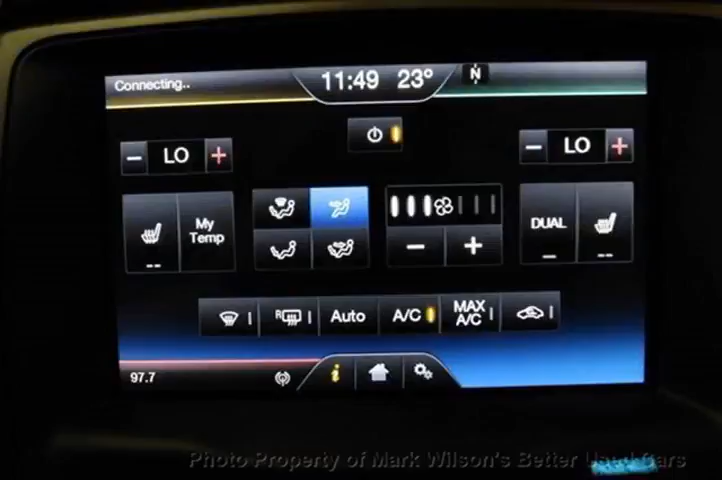 Connecting..
11:49 23° N
− LO +
− LO +
My
Temp
DUAL
− +
R
Auto
A/C
MAX
A/C
97.7
i
Photo Property of Mark Wilson's Better Used Cars